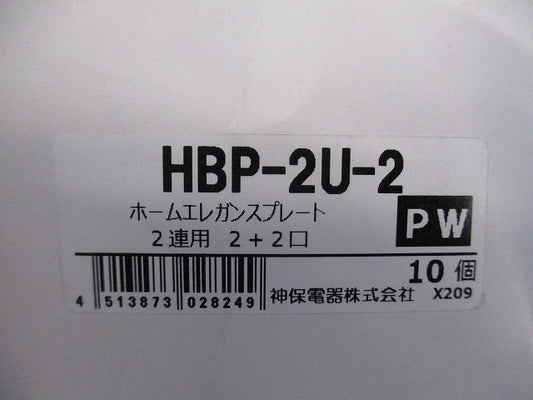 HBP-2U-2
ホームエレガンスプレート
2連用 2+2口
PW
10個
4 513873 028249
神保電器株式会社 X209